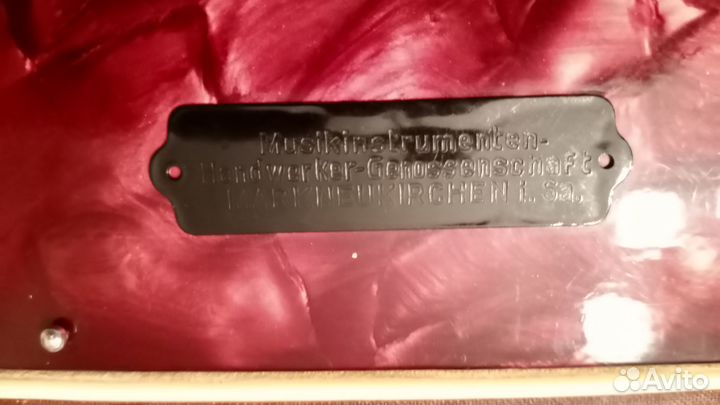 Musikinstrumenten-
Handwerker-Genossenschaft
MARKNEUKIRCHEN i. Sa.
Avito